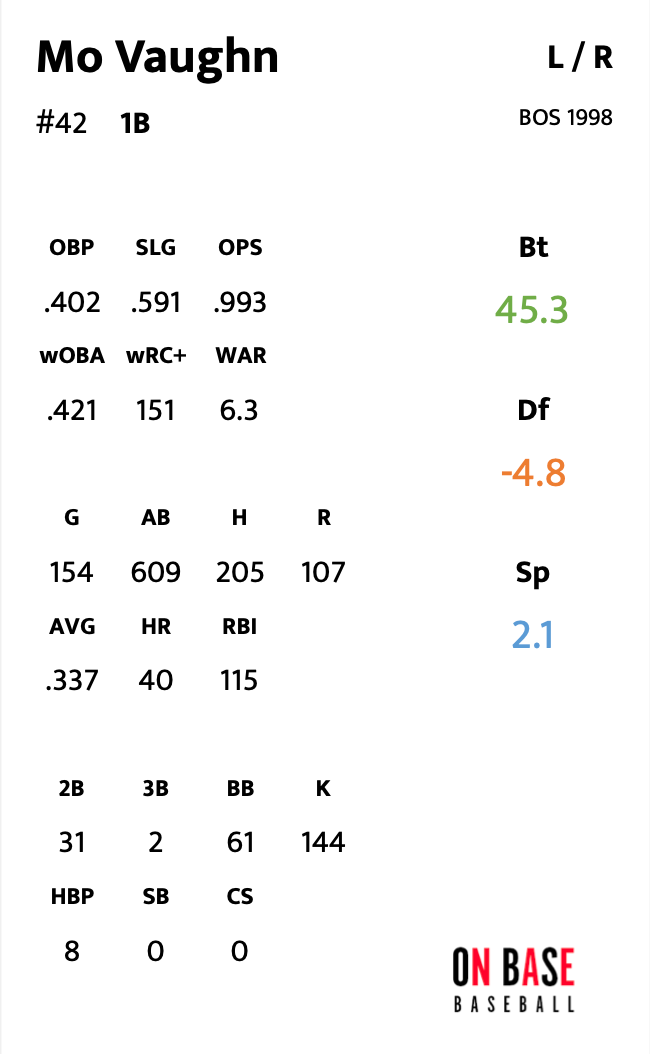 Mo Vaughn L / R
#42 1B BOS 1998
OBP SLG OPS Bt
.402 .591 .993 45.3
wOBA wRC+ WAR
.421 151 6.3 Df
-4.8
G AB H R
154 609 205 107 Sp
AVG HR RBI 2.1
.337 40 115
2B 3B BB K
31 2 61 144
HBP SB CS
8 0 0
ON BASE
BASEBALL